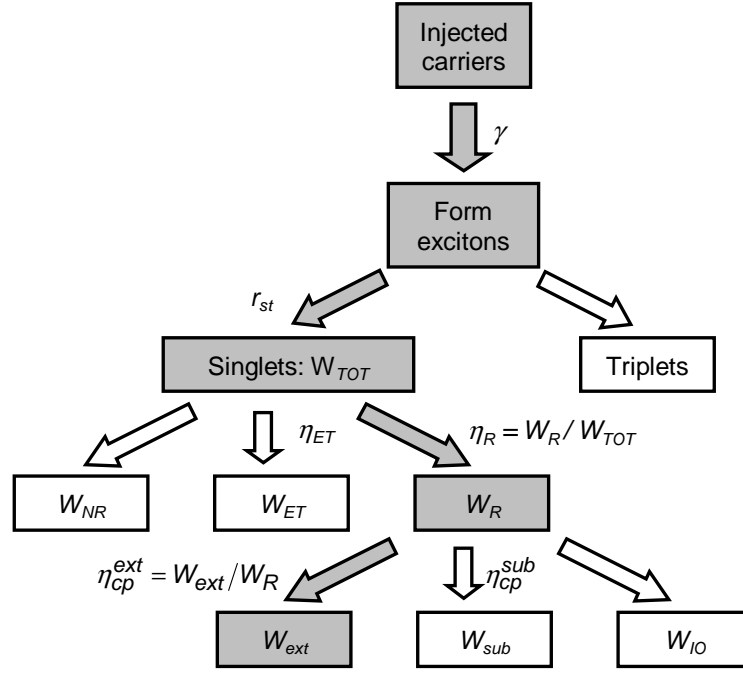 Injected
carriers
γ
Form
excitons
r_st
Singlets: W_TOT
Triplets
η_ET
η_R = W_R / W_TOT
W_NR
W_ET
W_R
η_cp^ext = W_ext / W_R
η_cp^sub
W_ext
W_sub
W_IO